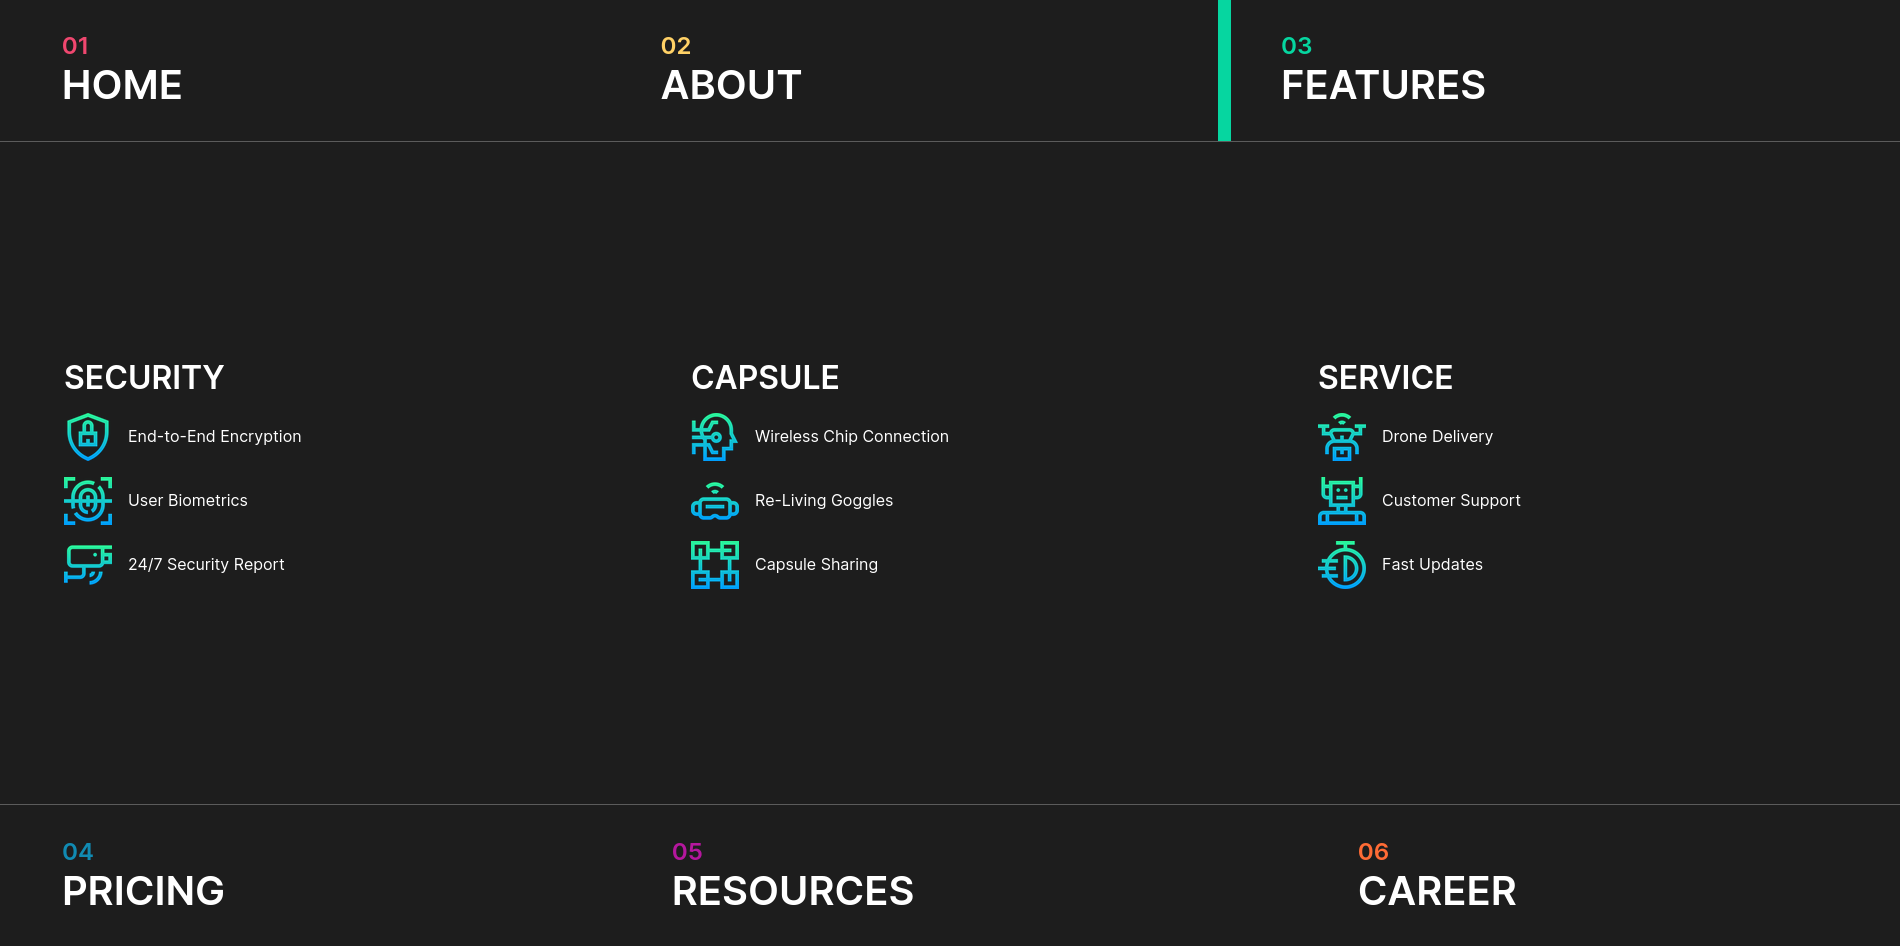 01
HOME
02
ABOUT
03
FEATURES
SECURITY
End-to-End Encryption
User Biometrics
24/7 Security Report
CAPSULE
Wireless Chip Connection
Re-Living Goggles
Capsule Sharing
SERVICE
Drone Delivery
Customer Support
Fast Updates
04
PRICING
05
RESOURCES
06
CAREER